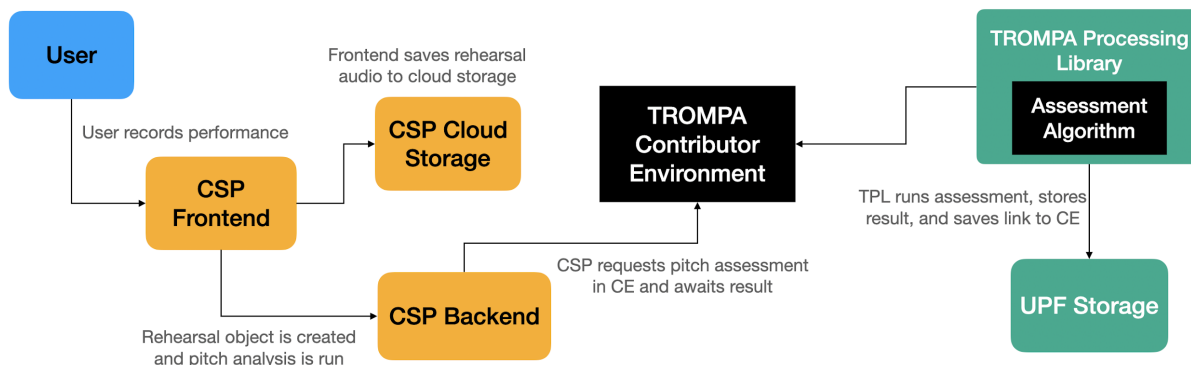 User
User records performance
CSP
Frontend
Frontend saves rehearsal
audio to cloud storage
CSP Cloud
Storage
Rehearsal object is created
and pitch analysis is run
CSP Backend
CSP requests pitch assessment
in CE and awaits result
TROMPA
Contributor
Environment
TROMPA Processing
Library
Assessment
Algorithm
TPL runs assessment, stores
result, and saves link to CE
UPF Storage